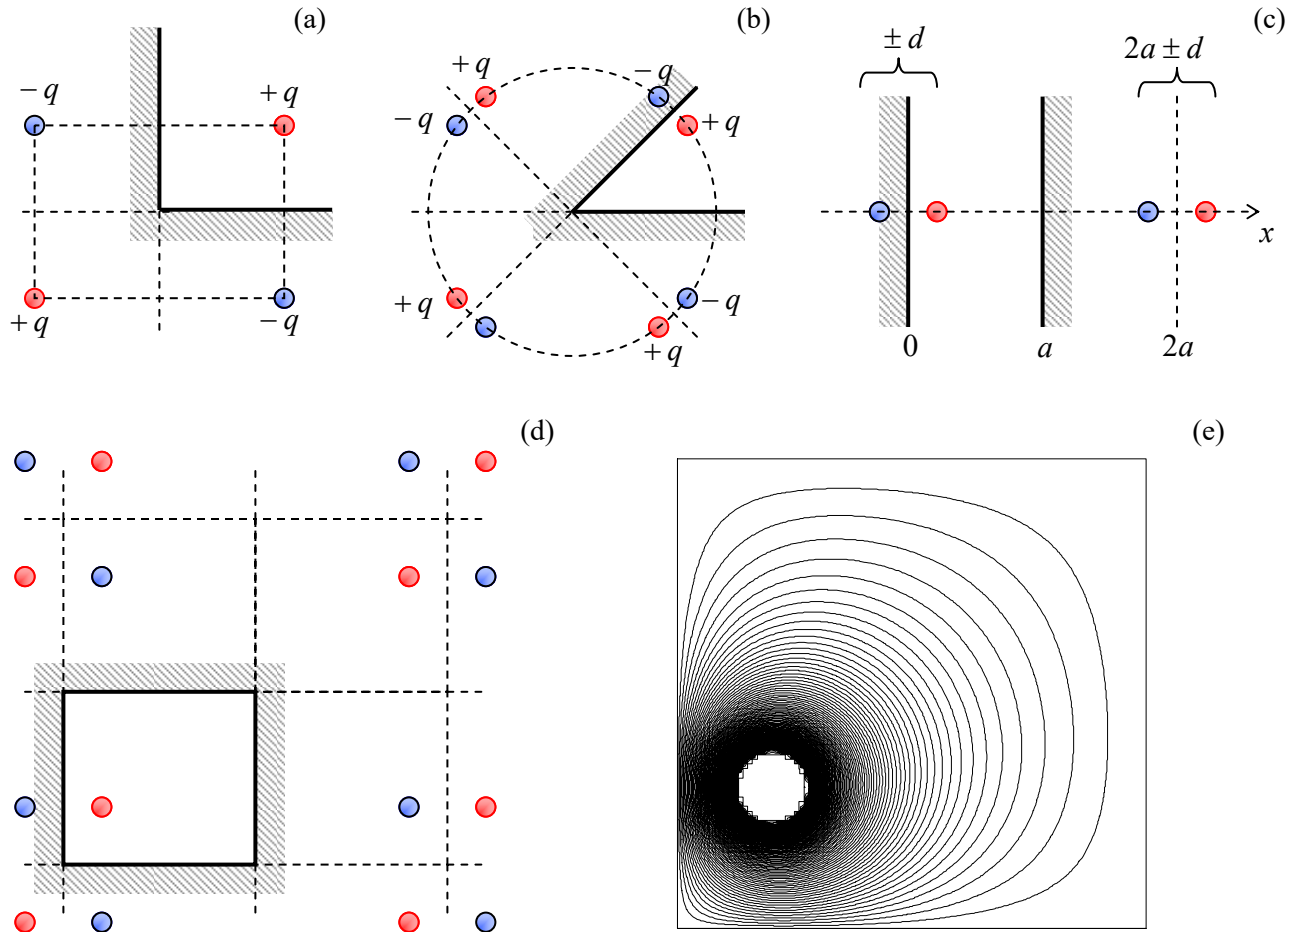 (a)
− q
+ q
+ q
− q
(b)
+ q
− q
− q
+ q
+ q
− q
+ q
(c)
± d
2a ± d
x
0
a
2a
(d)
(e)